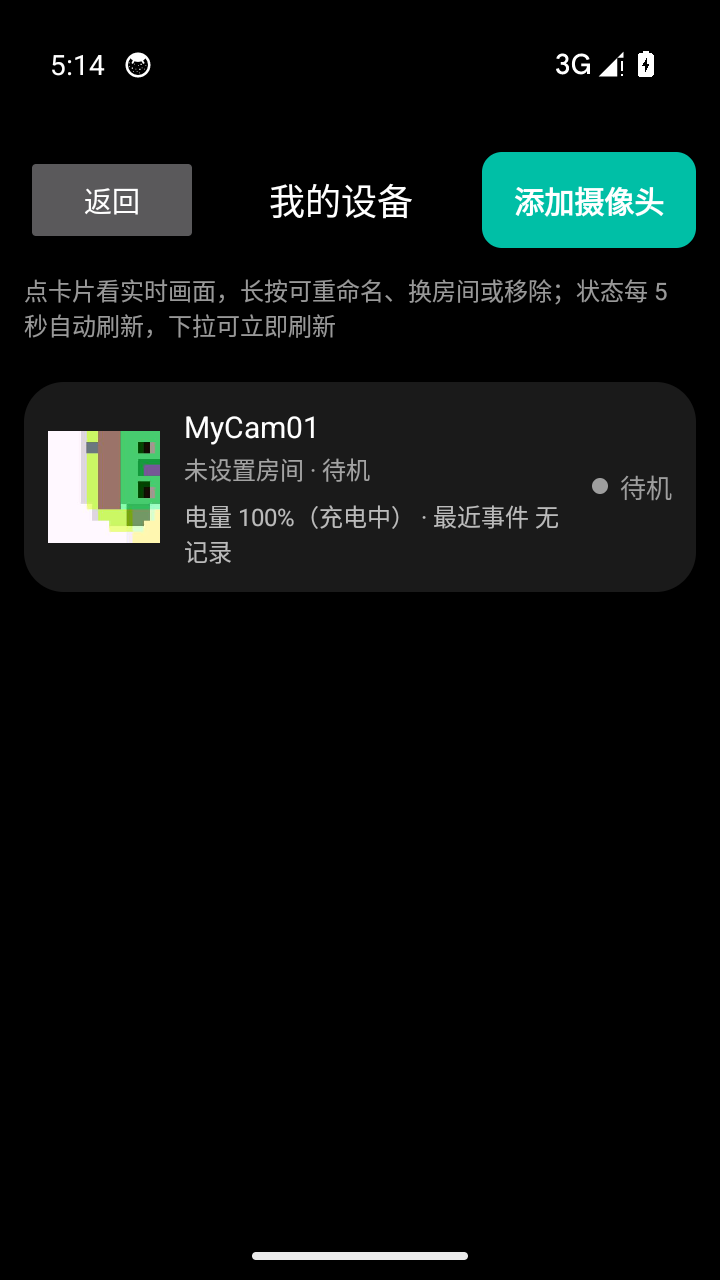 5:14
3G
返回
我的设备
添加摄像头
点卡片看实时画面，长按可重命名、换房间或移除；状态每 5
秒自动刷新，下拉可立即刷新
MyCam01
未设置房间 · 待机
电量 100%（充电中） · 最近事件 无
记录
待机